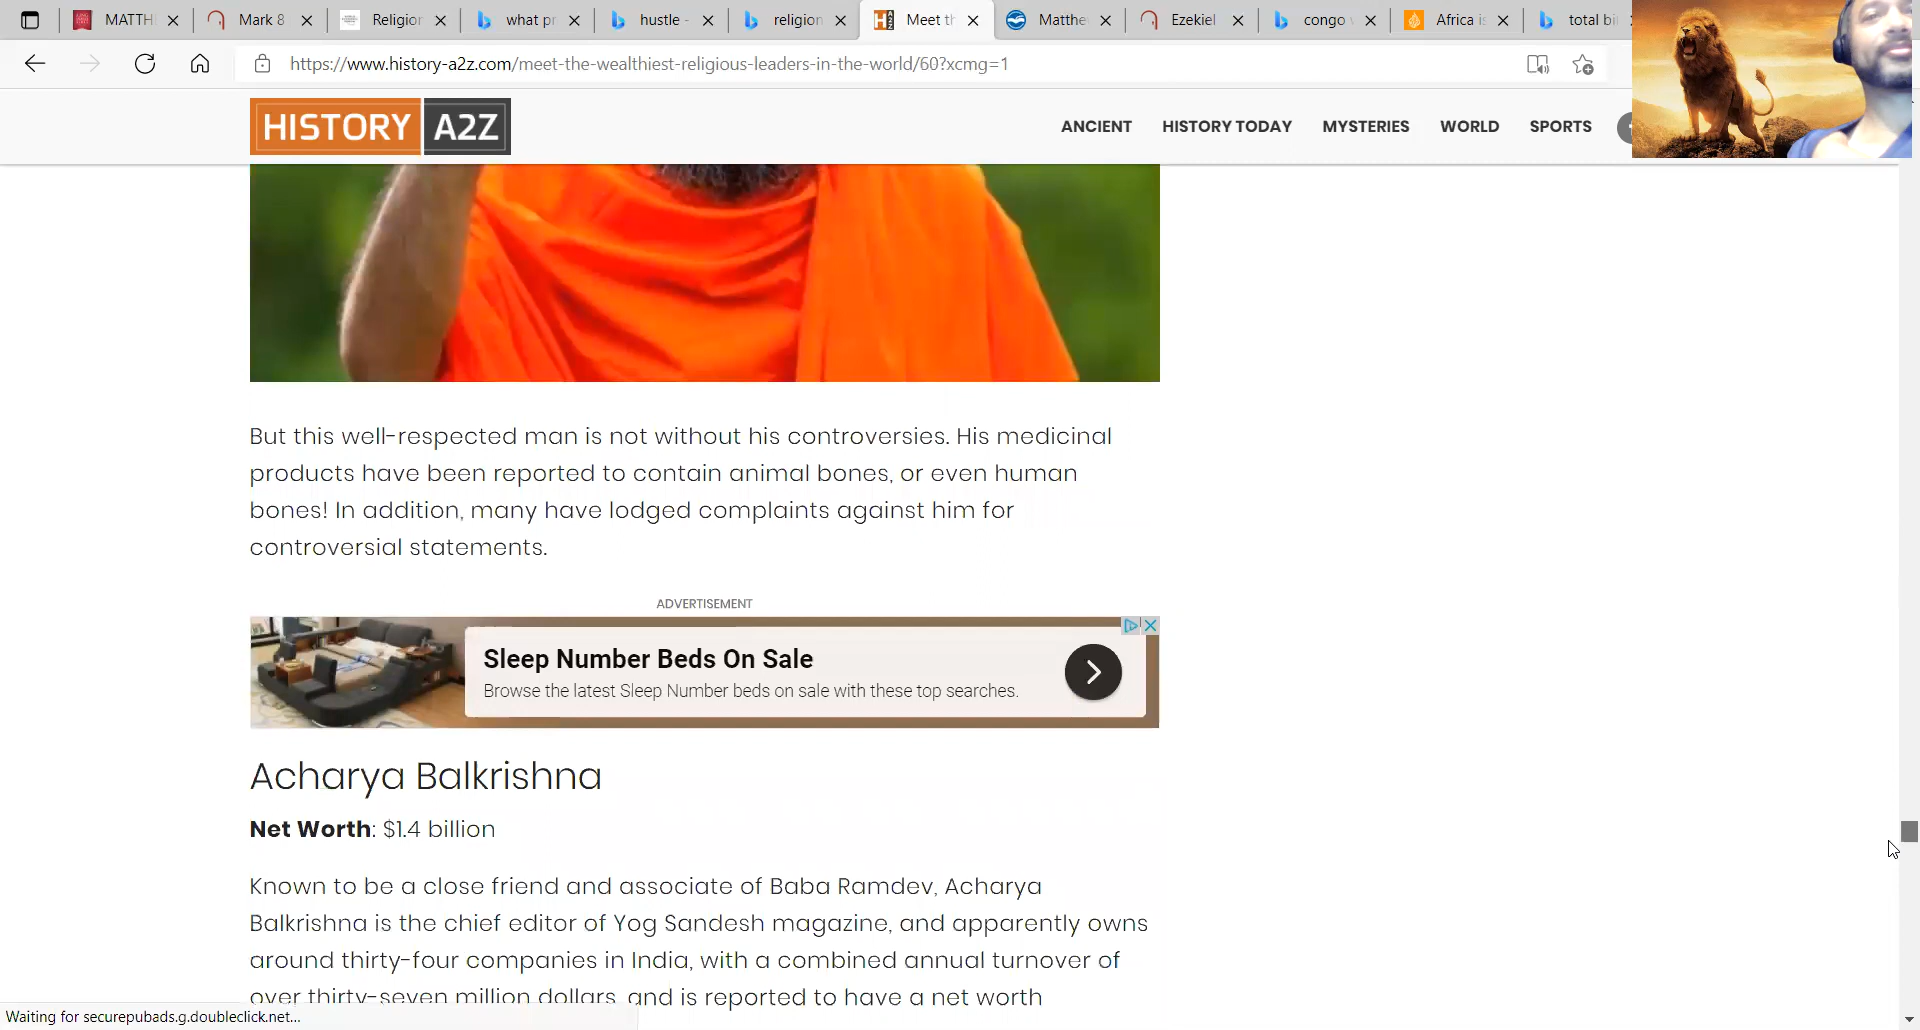 MATTH
Mark 8
Religion
what pr
hustle -
religion
Meet th
Matthe
Ezekiel
congo
Africa is
total bi
https://www.history-a2z.com/meet-the-wealthiest-religious-leaders-in-the-world/60?xcmg=1
HISTORY A2Z
ANCIENT
HISTORY TODAY
MYSTERIES
WORLD
SPORTS
But this well-respected man is not without his controversies. His medicinal
products have been reported to contain animal bones, or even human
bones! In addition, many have lodged complaints against him for
controversial statements.
ADVERTISEMENT
Sleep Number Beds On Sale
Browse the latest Sleep Number beds on sale with these top searches.
Acharya Balkrishna
Net Worth: $1.4 billion
Known to be a close friend and associate of Baba Ramdev, Acharya
Balkrishna is the chief editor of Yog Sandesh magazine, and apparently owns
around thirty-four companies in India, with a combined annual turnover of
over thirty-seven million dollars, and is reported to have a net worth
Waiting for securepubads.g.doubleclick.net...